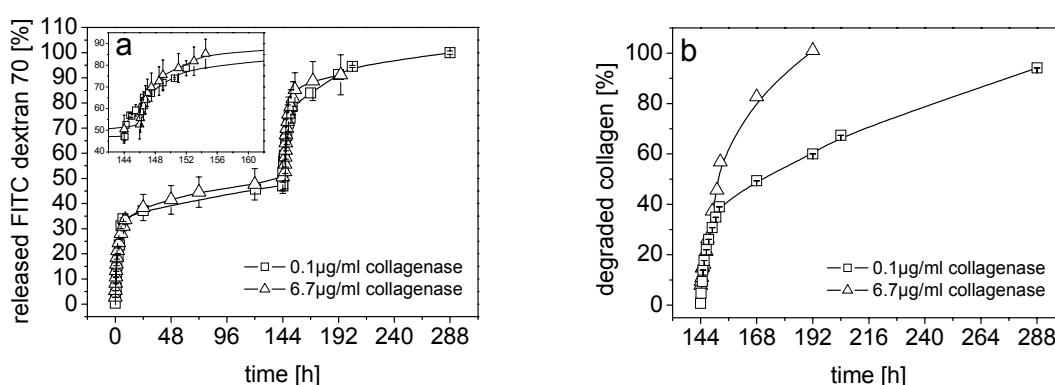 a
released FITC dextran 70 [%]
100
90
80
70
60
50
40
30
20
10
0
90
80
70
60
50
40
144 148 152 156 160
0.1µg/ml collagenase
6.7µg/ml collagenase
0 48 96 144 192 240 288
time [h]
b
degraded collagen [%]
100
80
60
40
20
0
0.1µg/ml collagenase
6.7µg/ml collagenase
144 168 192 216 240 264 288
time [h]